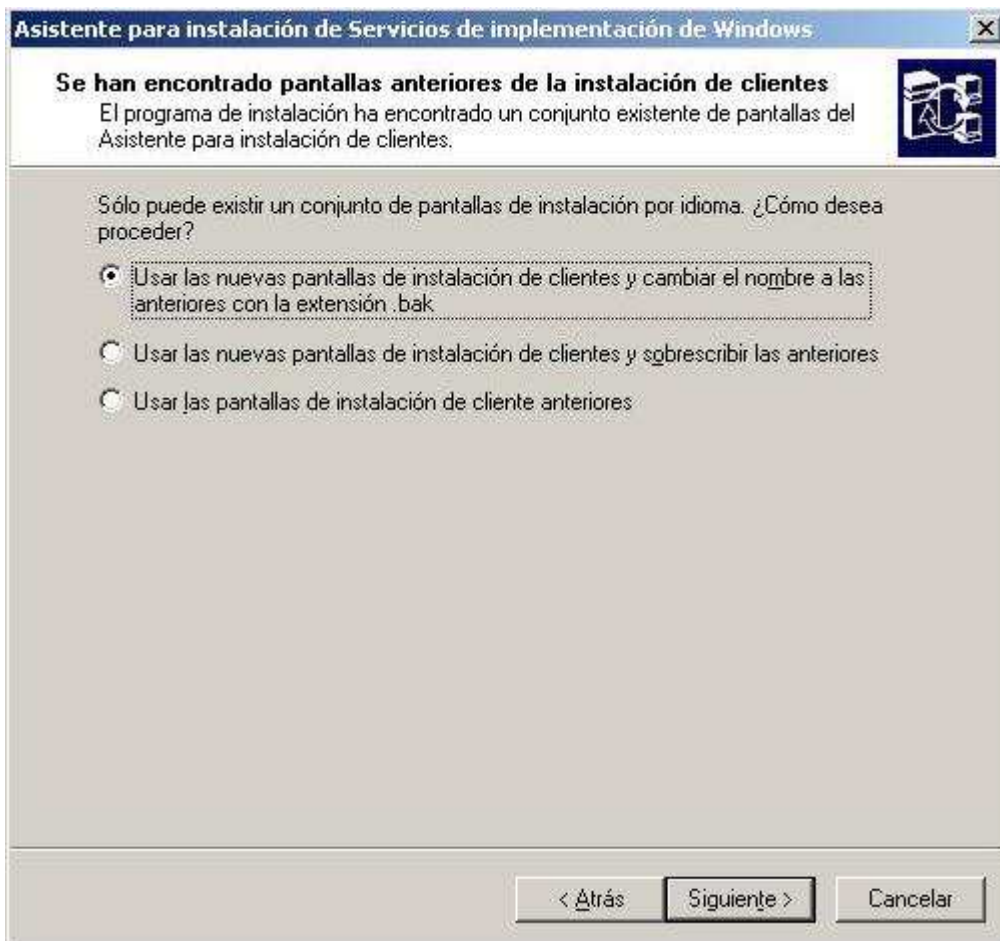 Asistente para instalación de Servicios de implementación de Windows
Se han encontrado pantallas anteriores de la instalación de clientes
El programa de instalación ha encontrado un conjunto existente de pantallas del
Asistente para instalación de clientes.
Sólo puede existir un conjunto de pantallas de instalación por idioma. ¿Cómo desea
proceder?
Usar las nuevas pantallas de instalación de clientes y cambiar el nombre a las
anteriores con la extensión .bak
Usar las nuevas pantallas de instalación de clientes y sobrescribir las anteriores
Usar las pantallas de instalación de cliente anteriores
< Atrás
Siguiente >
Cancelar